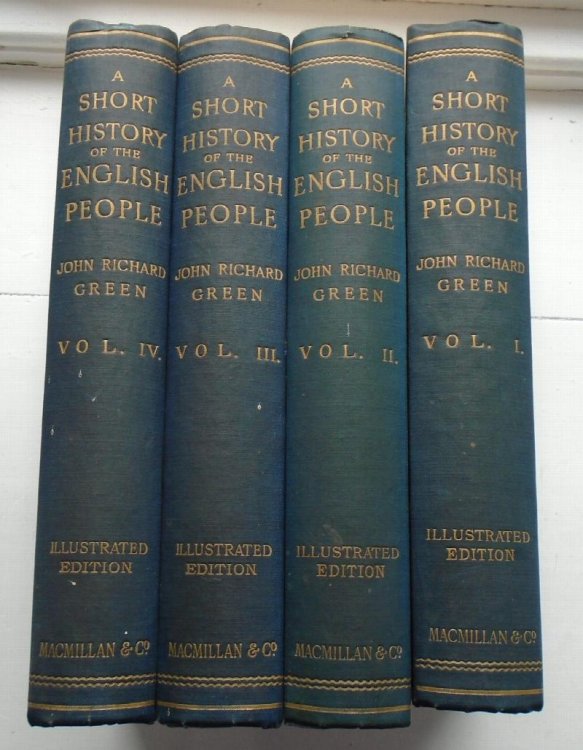 A
SHORT
HISTORY
OF THE
ENGLISH
PEOPLE
JOHN RICHARD
GREEN
VOL. IV.
ILLUSTRATED
EDITION
MACMILLAN & Co
A
SHORT
HISTORY
OF THE
ENGLISH
PEOPLE
JOHN RICHARD
GREEN
VOL. III.
ILLUSTRATED
EDITION
MACMILLAN & Co
A
SHORT
HISTORY
OF THE
ENGLISH
PEOPLE
JOHN RICHARD
GREEN
VOL. II.
ILLUSTRATED
EDITION
MACMILLAN & Co
A
SHORT
HISTORY
OF THE
ENGLISH
PEOPLE
JOHN RICHARD
GREEN
VOL. I.
ILLUSTRATED
EDITION
MACMILLAN & Co